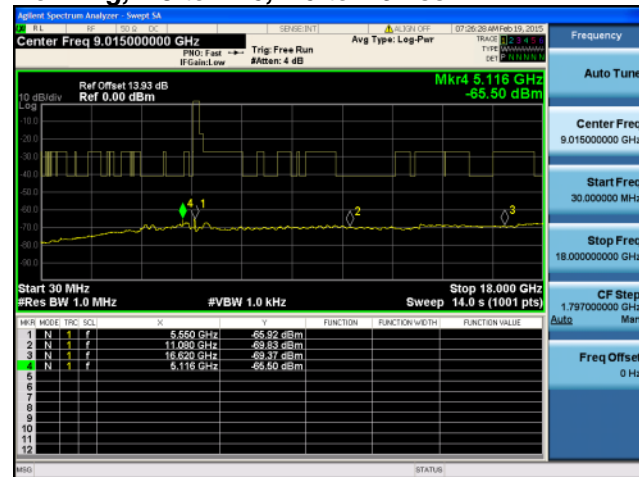 Agilent Spectrum Analyzer - Swept SA
RL RF 50 Ω DC SENSE:INT ALIGN OFF 07:26:28 AM Feb 19, 2015
Center Freq 9.015000000 GHz
PNO: Fast
IFGain:Low
Trig: Free Run
#Atten: 4 dB
Avg Type: Log-Pwr
TRACE 1 2 3 4 5 6
TYPE
DET P N N N N N
Ref Offset 13.93 dB
Ref 0.00 dBm
10 dB/div
Log
Mkr4 5.116 GHz
-65.50 dBm
-10.0
-20.0
-30.0
-40.0
-50.0
-60.0
-70.0
-80.0
-90.0
4 1 2 3
Start 30 MHz Stop 18.000 GHz
#Res BW 1.0 MHz #VBW 1.0 kHz Sweep 14.0 s (1001 pts)
MKR MODE TRC SCL X Y FUNCTION FUNCTION WIDTH FUNCTION VALUE
1 N 1 f 5.550 GHz -65.92 dBm
2 N 1 f 11.080 GHz -69.83 dBm
3 N 1 f 16.620 GHz -69.37 dBm
4 N 1 f 5.116 GHz -65.50 dBm
5
6
7
8
9
10
11
12
MSG STATUS
Frequency
Auto Tune
Center Freq
9.015000000 GHz
Start Freq
30.000000 MHz
Stop Freq
18.000000000 GHz
CF Step
1.797000000 GHz
Auto Man
Freq Offset
0 Hz